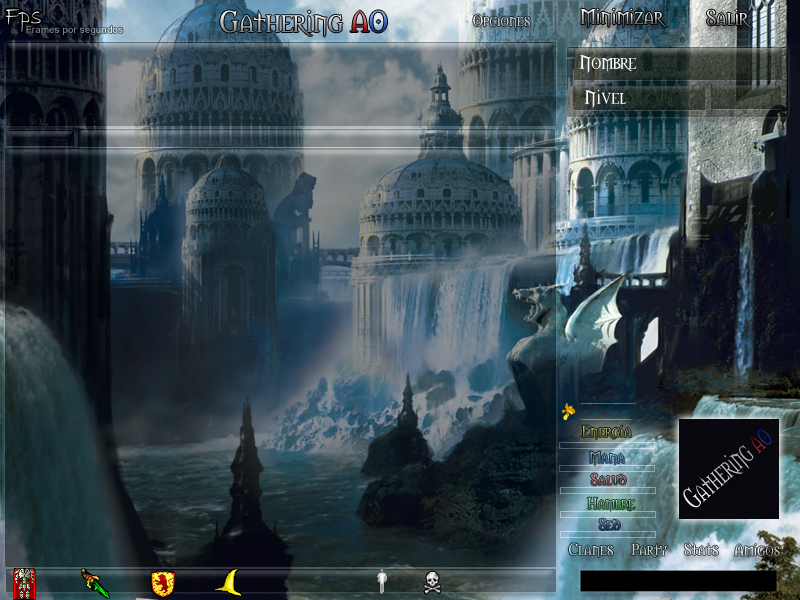 Fps
Frames por segundos
Gathering AO
Opciones
Minimizar
Salir
Nombre
Nivel
Energía
Mana
Salud
Hambre
Sed
Gathering AO
Clanes Party Stats Amigos